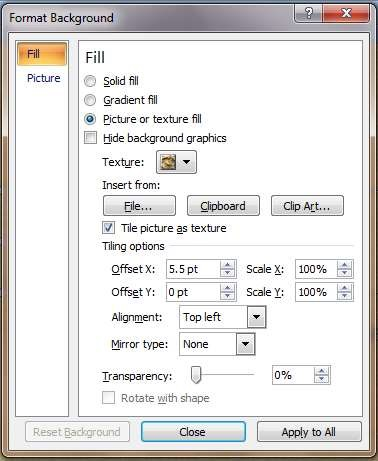 Format Background
Fill
Picture
Fill
Solid fill
Gradient fill
Picture or texture fill
Hide background graphics
Texture:
Insert from:
File... Clipboard Clip Art...
Tile picture as texture
Tiling options
Offset X: 5.5 pt Scale X: 100%
Offset Y: 0 pt Scale Y: 100%
Alignment: Top left
Mirror type: None
Transparency: 0%
Rotate with shape
Reset Background Close Apply to All